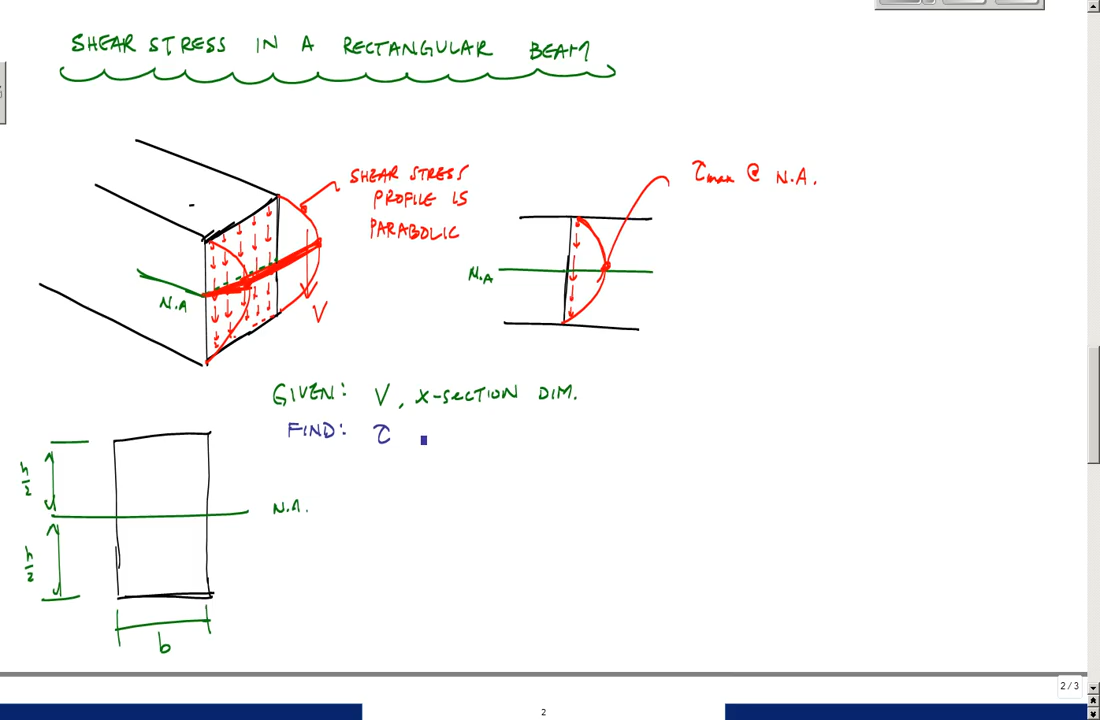 SHEAR STRESS IN A RECTANGULAR BEAM
SHEAR STRESS
PROFILE IS
PARABOLIC
τmax @ N.A.
N.A
N.A
V
GIVEN: V, X-SECTION DIM.
FIND: τ
h/2
N.A.
h/2
b
2/3
2